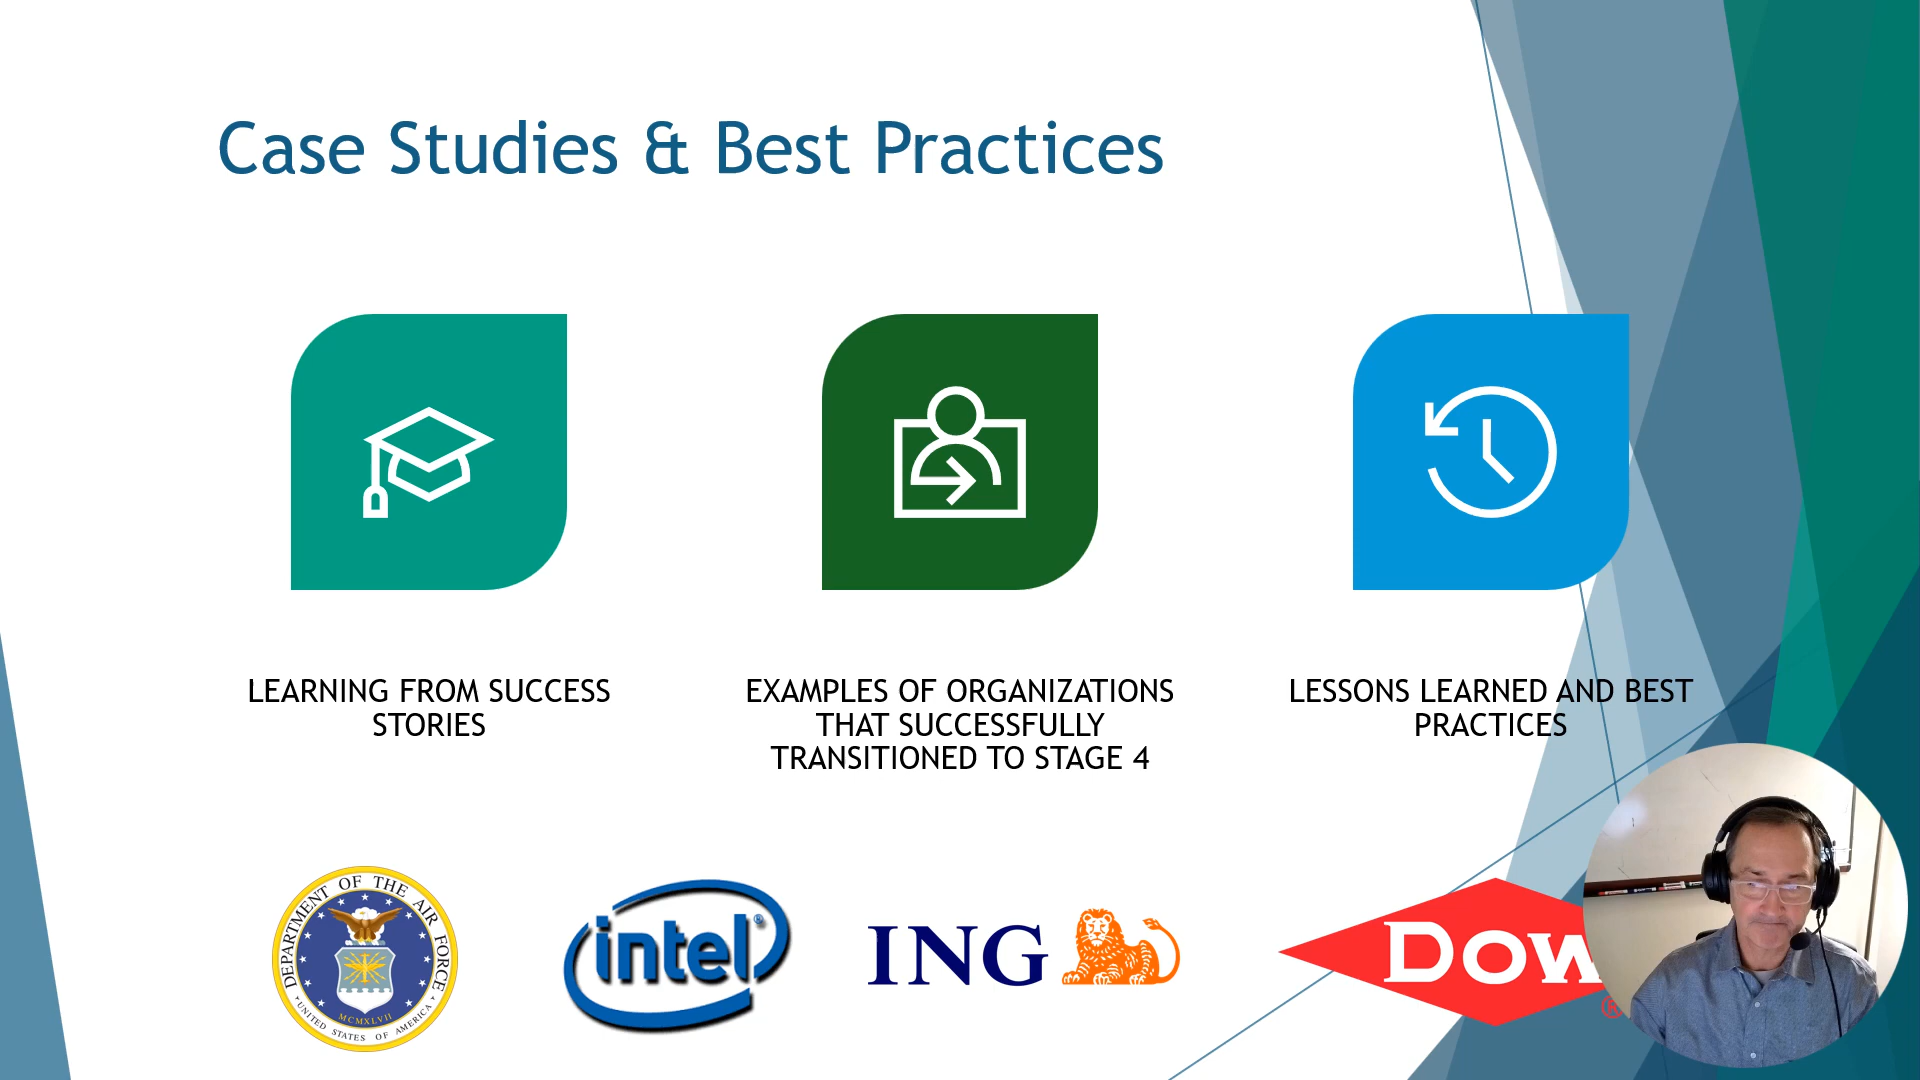 Case Studies & Best Practices
LEARNING FROM SUCCESS
STORIES
EXAMPLES OF ORGANIZATIONS
THAT SUCCESSFULLY
TRANSITIONED TO STAGE 4
LESSONS LEARNED AND BEST
PRACTICES
DEPARTMENT OF THE AIR FORCE
MCMXLVII
UNITED STATES OF AMERICA
intel®
ING
DOW
®